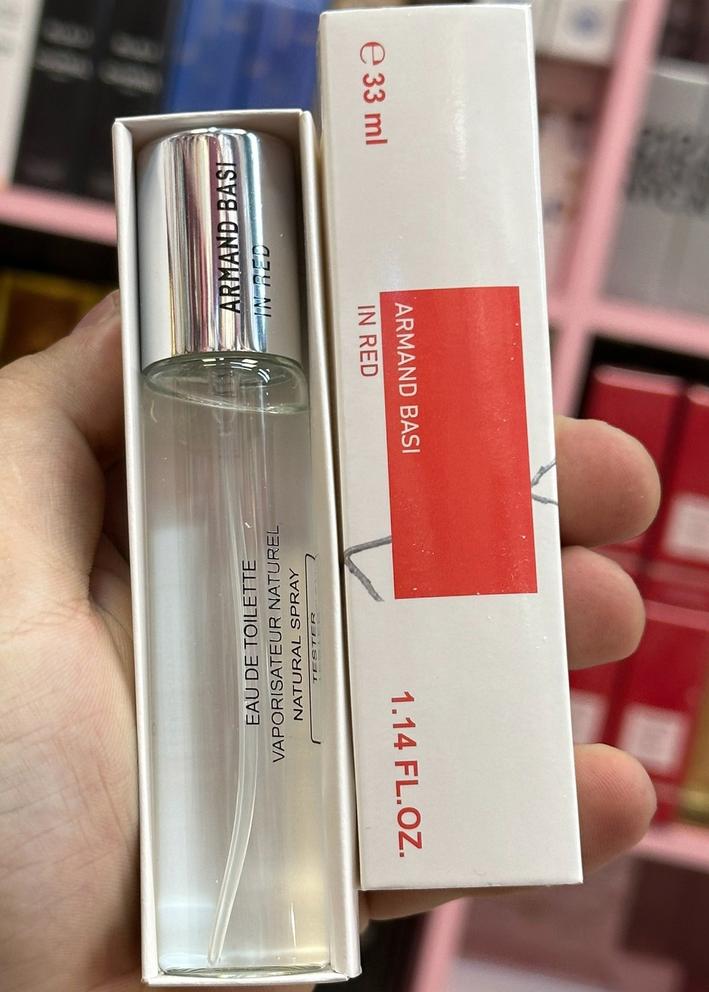 ARMAND BASI
IN RED
EAU DE TOILETTE
VAPORISATEUR NATUREL
NATURAL SPRAY
TESTER
e 33 ml
ARMAND BASI
IN RED
1.14 FL.OZ.